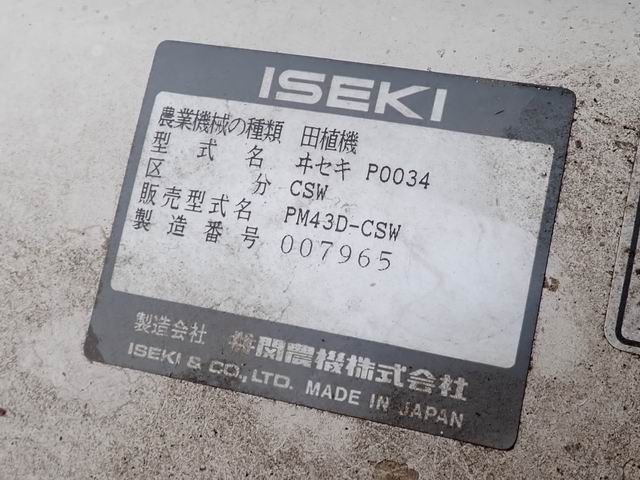 ISEKI
農業機械の種類 田植機
型式名 ヰセキ P0034
区分 CSW
販売型式名 PM43D-CSW
製造番号 007965
製造会社 井関農機株式会社
ISEKI & CO., LTD. MADE IN JAPAN